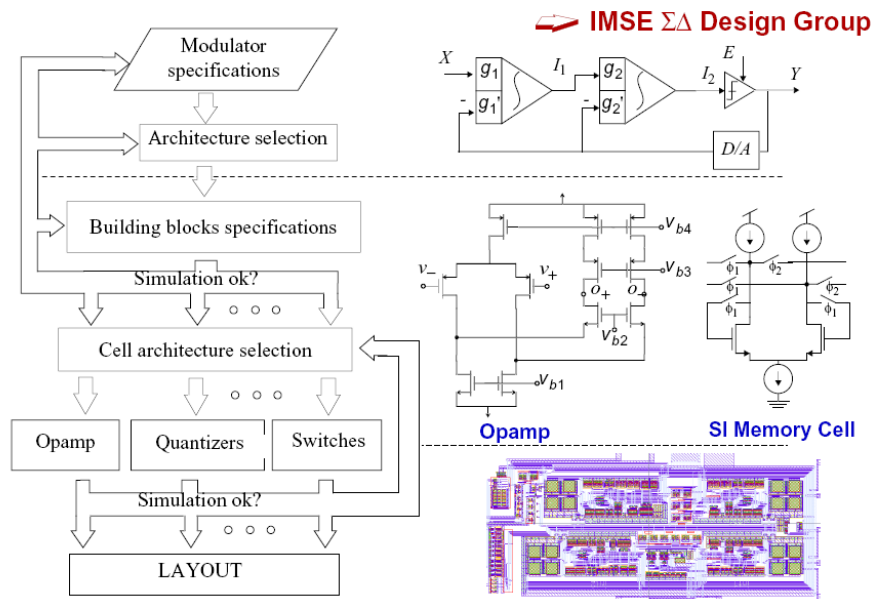 IMSE ΣΔ Design Group
Modulator
specifications
Architecture selection
Building blocks specifications
Simulation ok?
Cell architecture selection
Opamp
Quantizers
Switches
Simulation ok?
LAYOUT
X
g1
g1'
-
I1
g2
g2'
-
I2
E
Y
D/A
Vb4
v-
v+
Vb3
o+
o-
Vb2
Vb1
Opamp
ϕ1
ϕ2
ϕ1
ϕ2
ϕ1
ϕ1
SI Memory Cell